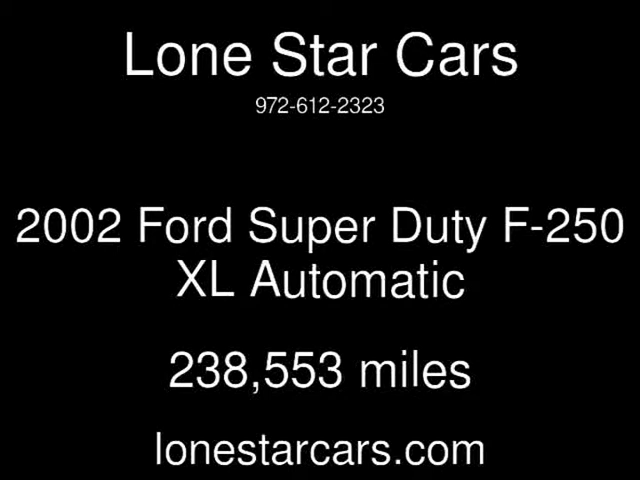 Lone Star Cars
972-612-2323
2002 Ford Super Duty F-250
XL Automatic
238,553 miles
lonestarcars.com